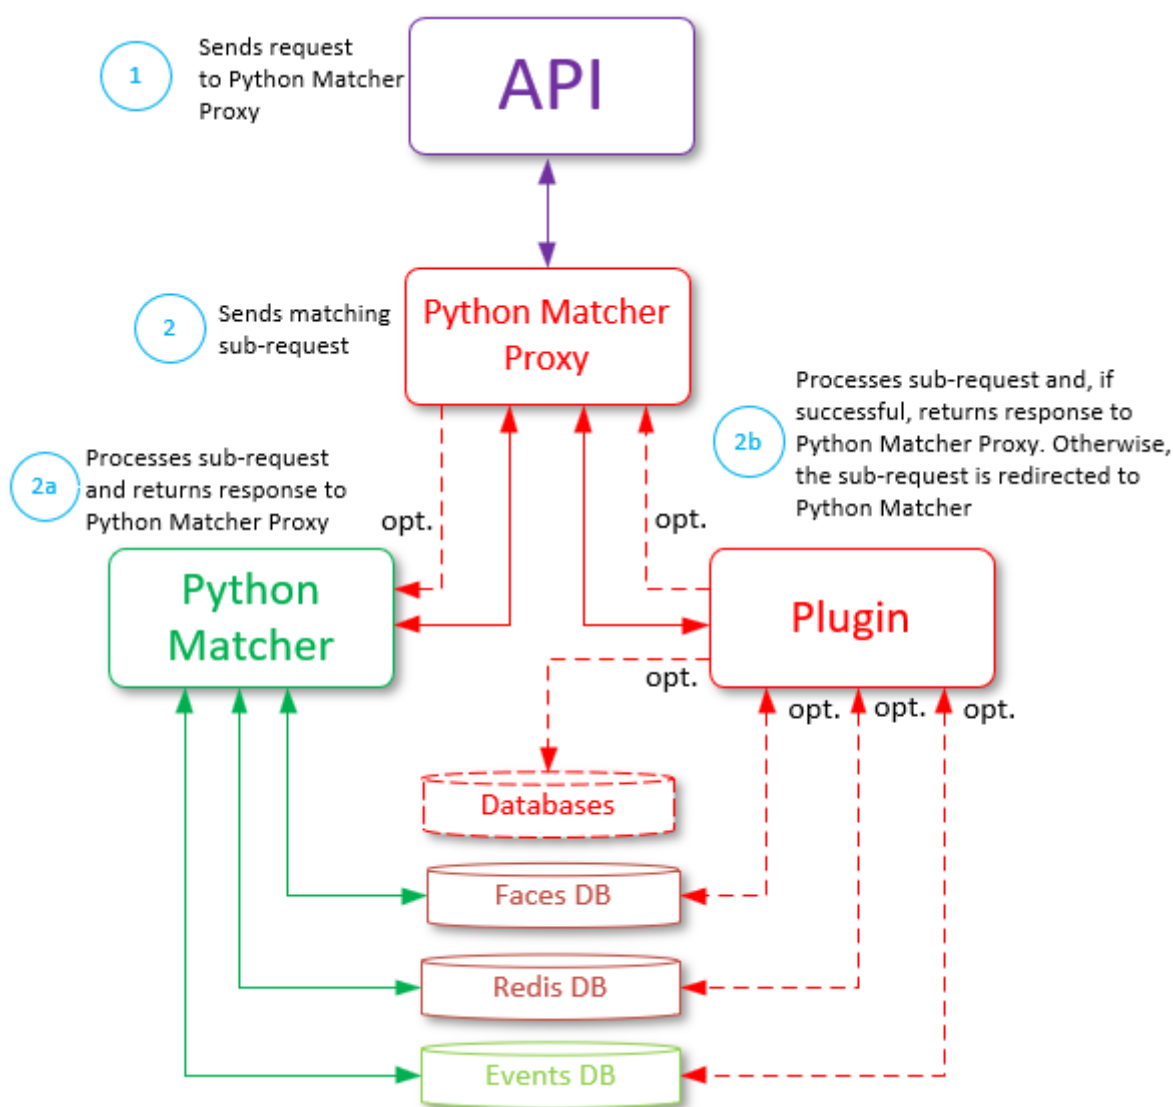 1
Sends request
to Python Matcher
Proxy
API
2
Sends matching
sub-request
Python Matcher
Proxy
2b
Processes sub-request and, if
successful, returns response to
Python Matcher Proxy. Otherwise,
the sub-request is redirected to
Python Matcher
2a
Processes sub-request
and returns response to
Python Matcher Proxy
opt.
opt.
Python
Matcher
Plugin
opt.
opt.
opt.
opt.
Databases
Faces DB
Redis DB
Events DB